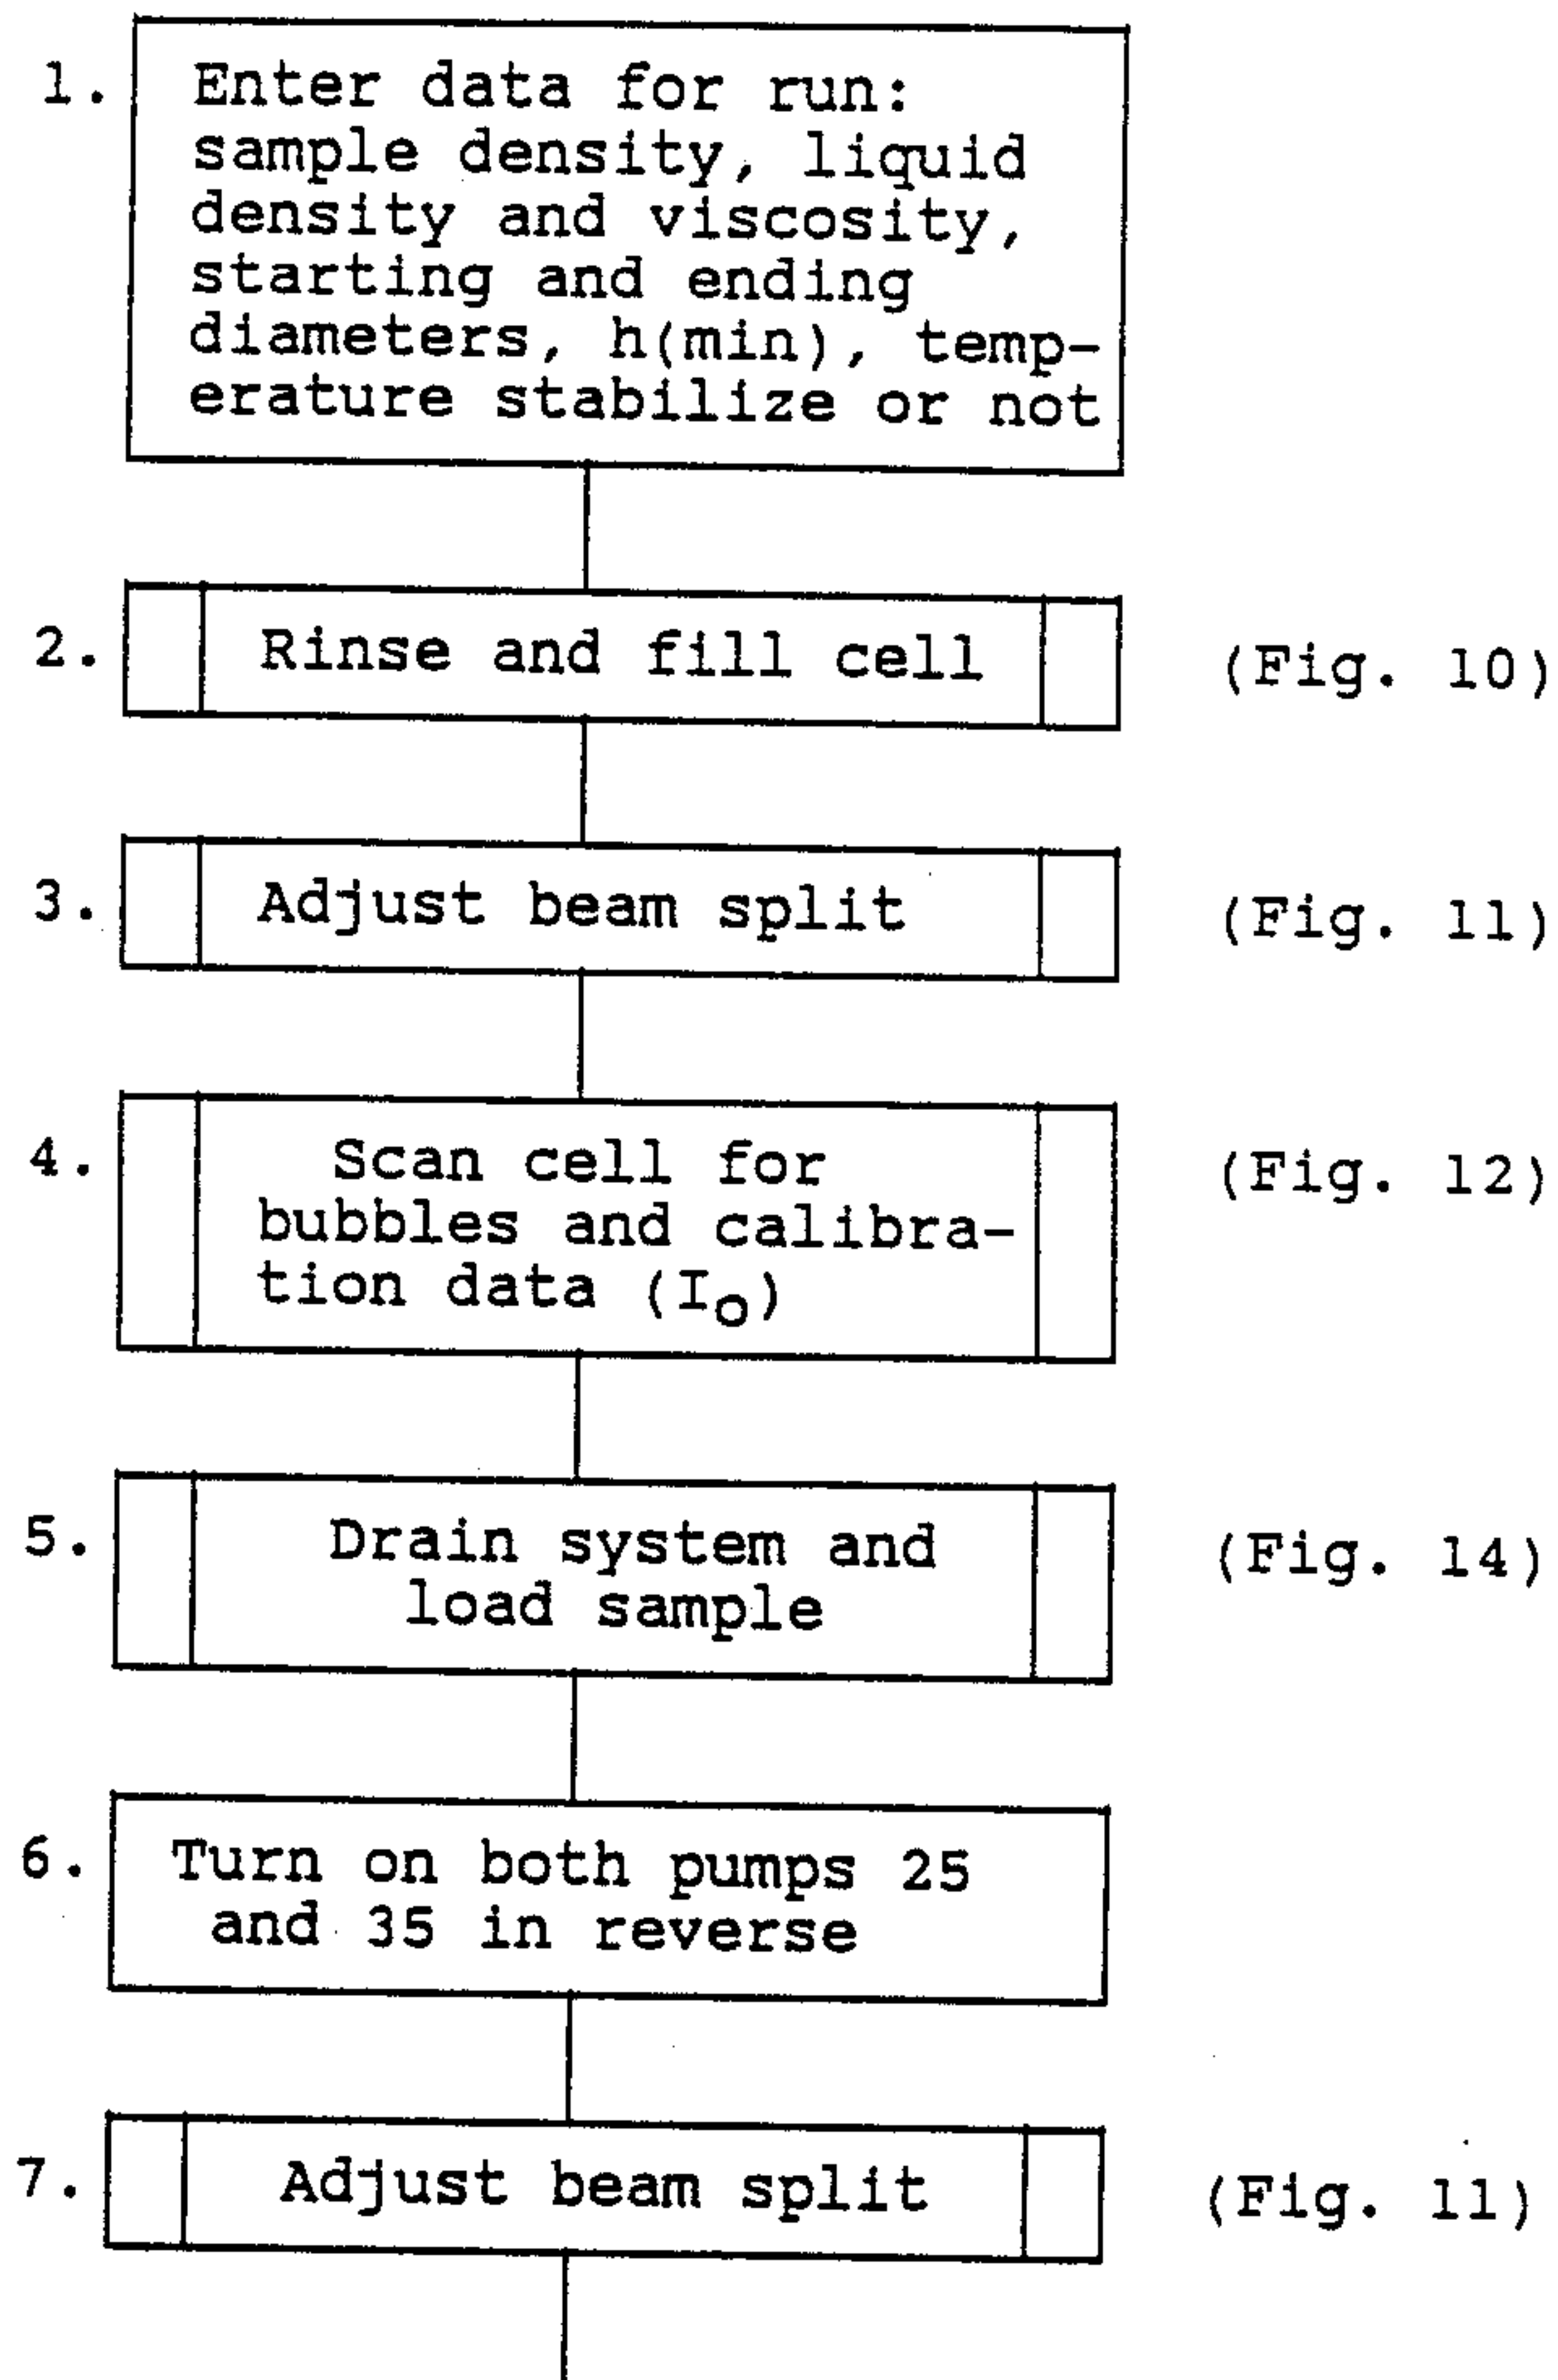 1. Enter data for run:
sample density, liquid
density and viscosity,
starting and ending
diameters, h(min), temp-
erature stabilize or not
2. Rinse and fill cell (Fig. 10)
3. Adjust beam split (Fig. 11)
4. Scan cell for (Fig. 12)
bubbles and calibra-
tion data (I₀)
5. Drain system and (Fig. 14)
load sample
6. Turn on both pumps 25
and 35 in reverse
7. Adjust beam split (Fig. 11)